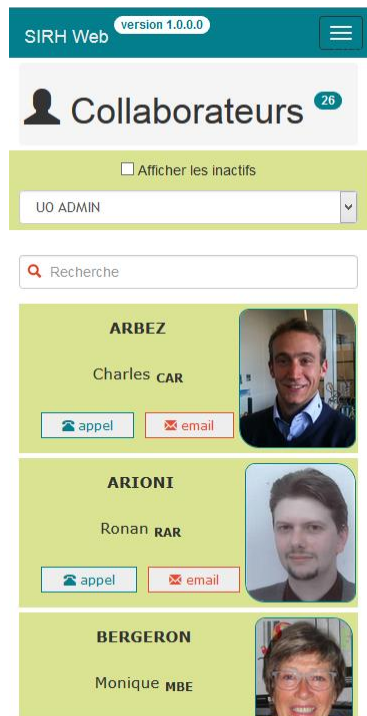 SIRH Web version 1.0.0.0
Collaborateurs 26
Afficher les inactifs
UO ADMIN
Recherche
ARBEZ
Charles CAR
appel email
ARIONI
Ronan RAR
appel email
BERGERON
Monique MBE